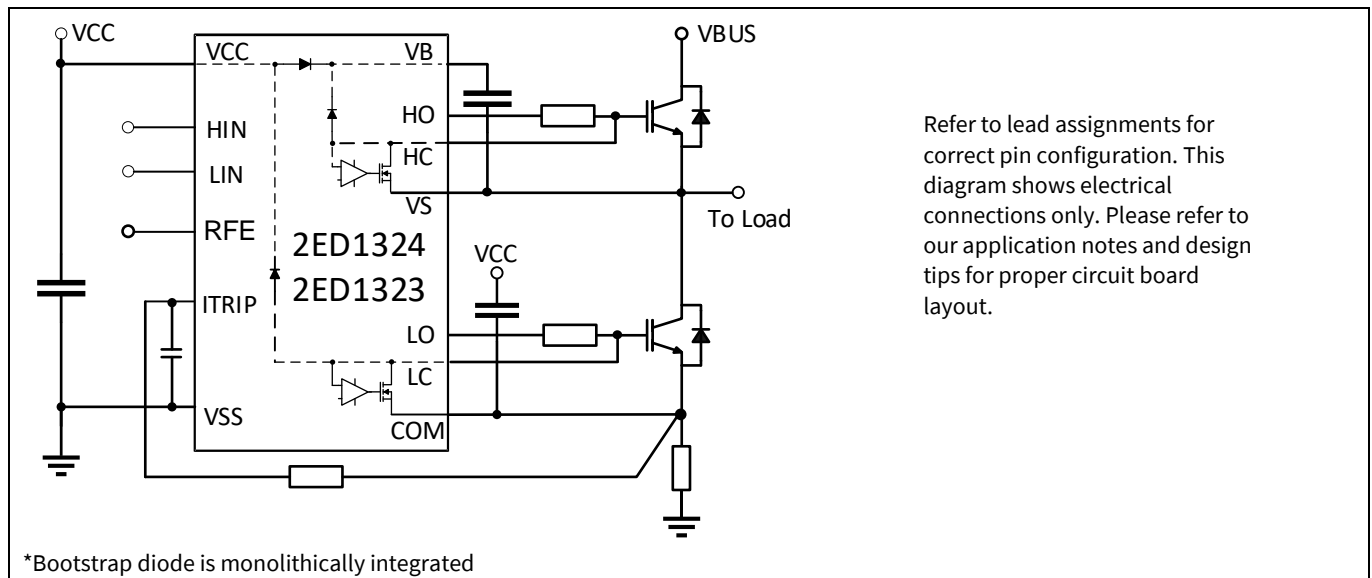 VCC
VCC
VB
HO
HIN
HC
LIN
VS
RFE
2ED1324
2ED1323
VCC
ITRIP
LO
LC
VSS
COM
VBUS
To Load
Refer to lead assignments for
correct pin configuration. This
diagram shows electrical
connections only. Please refer to
our application notes and design
tips for proper circuit board
layout.
*Bootstrap diode is monolithically integrated